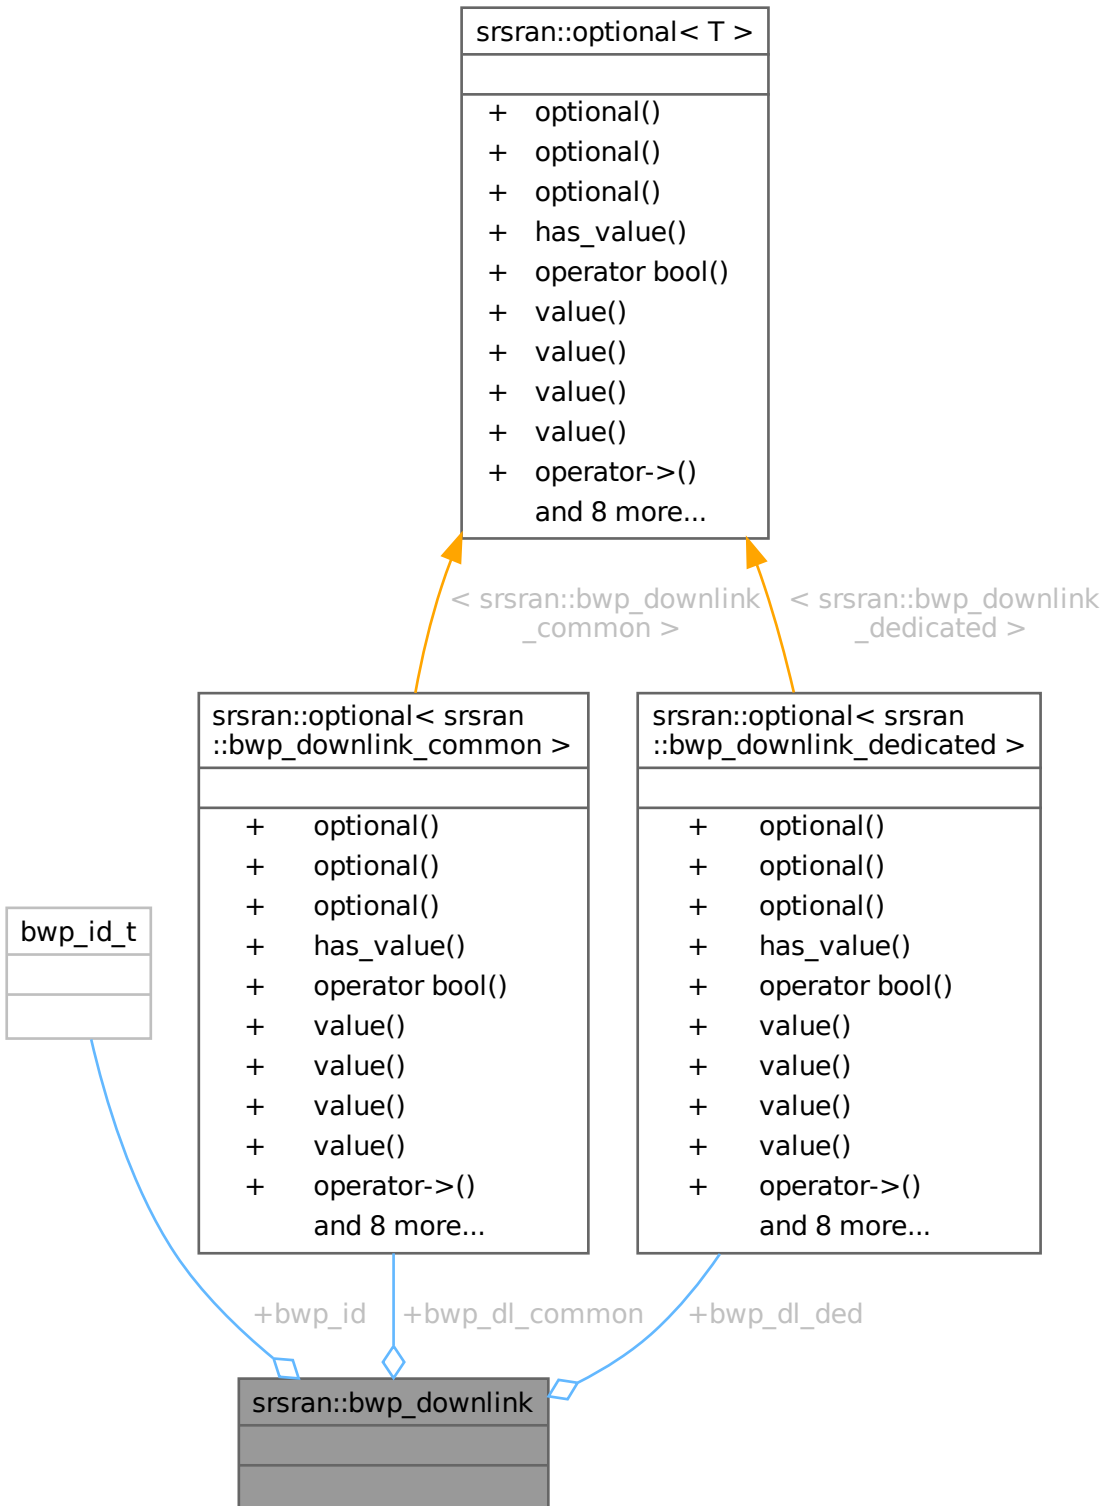 srsran::optional< T >
+ optional()
+ optional()
+ optional()
+ has_value()
+ operator bool()
+ value()
+ value()
+ value()
+ value()
+ operator->()
and 8 more...
< srsran::bwp_downlink
_common >
< srsran::bwp_downlink
_dedicated >
srsran::optional< srsran
::bwp_downlink_common >
+ optional()
+ optional()
+ optional()
+ has_value()
+ operator bool()
+ value()
+ value()
+ value()
+ value()
+ operator->()
and 8 more...
srsran::optional< srsran
::bwp_downlink_dedicated >
+ optional()
+ optional()
+ optional()
+ has_value()
+ operator bool()
+ value()
+ value()
+ value()
+ value()
+ operator->()
and 8 more...
bwp_id_t
+bwp_id
+bwp_dl_common
+bwp_dl_ded
srsran::bwp_downlink